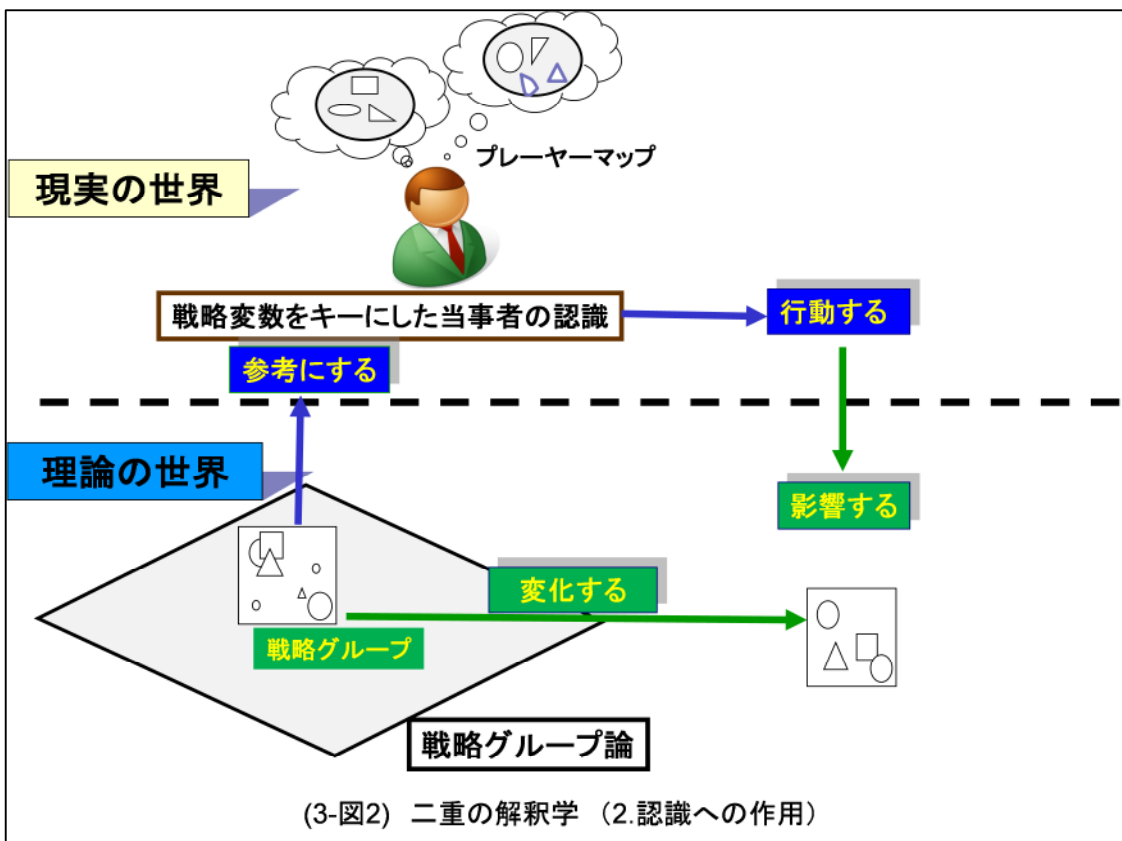 プレーヤーマップ
現実の世界
戦略変数をキーにした当事者の認識
行動する
参考にする
理論の世界
影響する
変化する
戦略グループ
戦略グループ論
(3-図2) 二重の解釈学 (2.認識への作用)